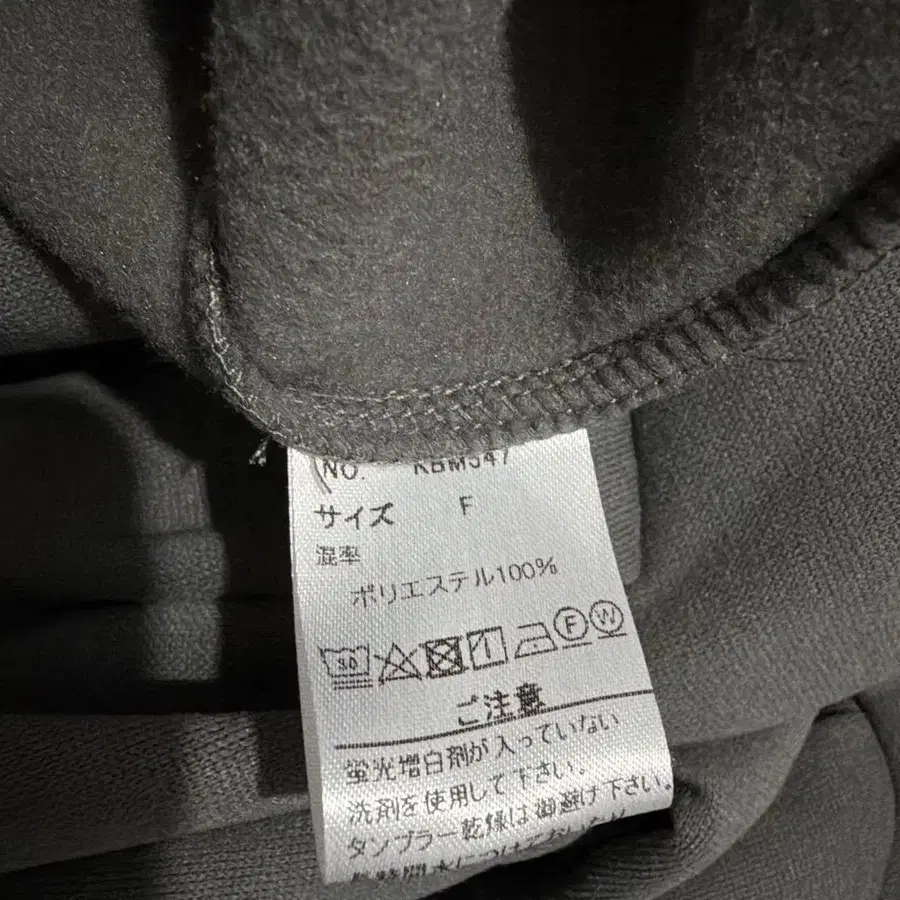 NO. KBM347
サイズ F
混率
ポリエステル100%
30 F W
ご注意
蛍光増白剤が入っていない
洗剤を使用して下さい。
タンブラー乾燥は御避け下さい。